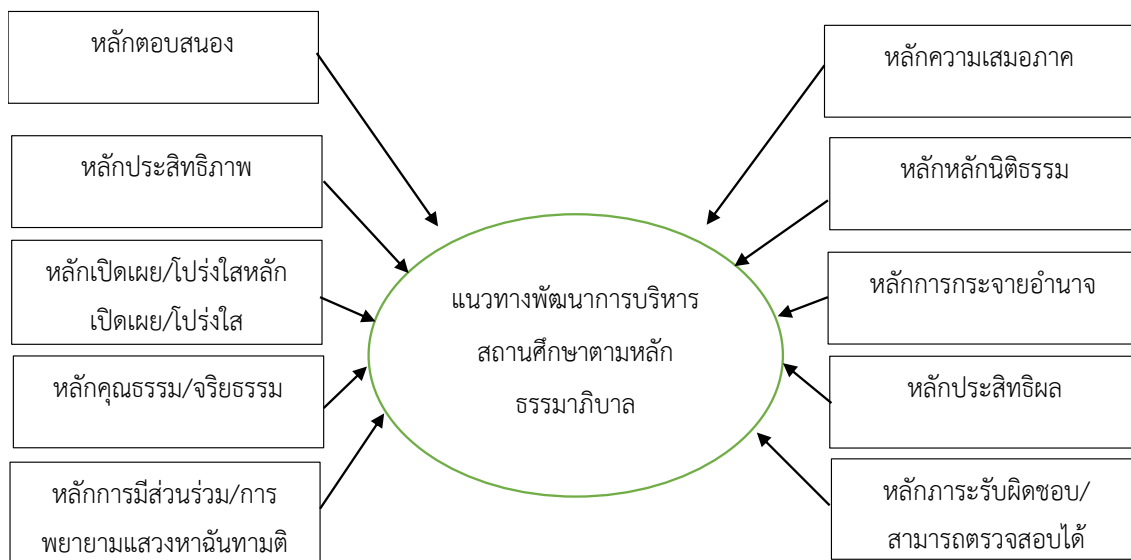 หลักตอบสนอง
หลักประสิทธิภาพ
หลักเปิดเผย/โปร่งใสหลัก
เปิดเผย/โปร่งใส
หลักคุณธรรม/จริยธรรม
หลักการมีส่วนร่วม/การ
พยายามแสวงหาฉันทามติ
แนวทางพัฒนาการบริหาร
สถานศึกษาตามหลัก
ธรรมาภิบาล
หลักความเสมอภาค
หลักหลักนิติธรรม
หลักการกระจายอำนาจ
หลักประสิทธิผล
หลักภาระรับผิดชอบ/
สามารถตรวจสอบได้